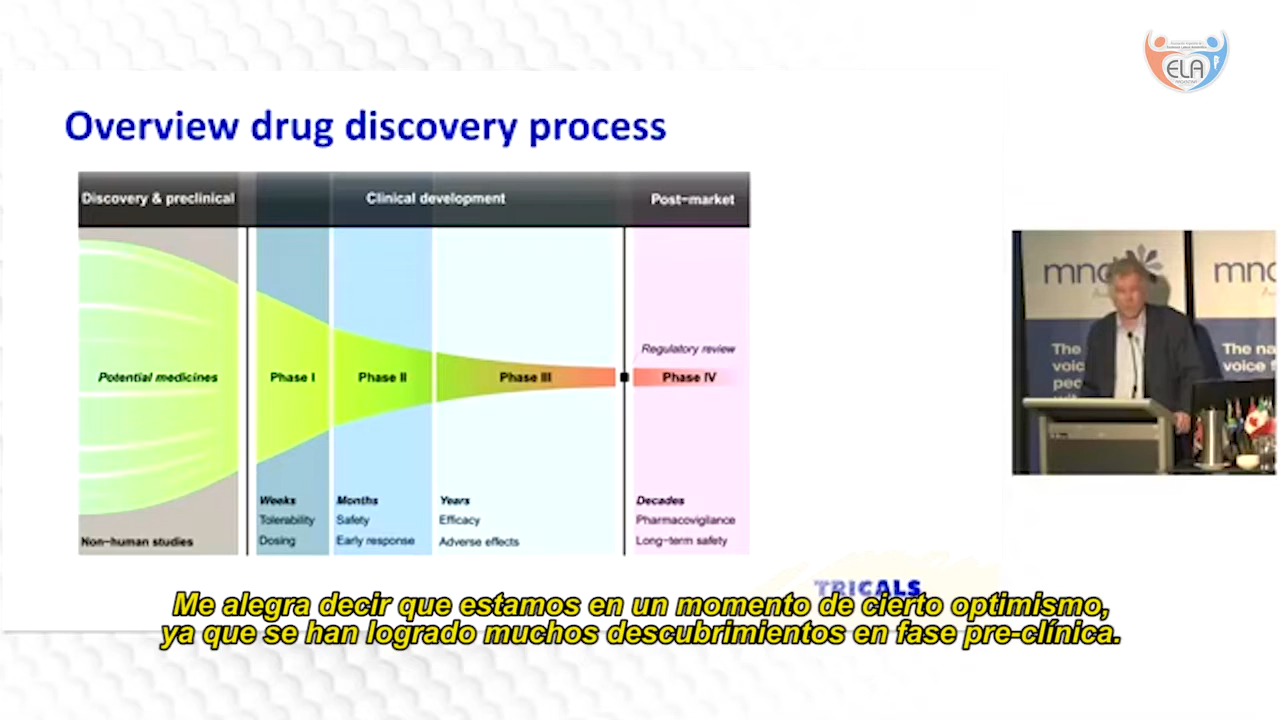 ELA
Overview drug discovery process
Discovery & preclinical
Clinical development
Post-market
Regulatory review
Potential medicines
Phase I
Phase II
Phase III
Phase IV
Weeks
Tolerability
Dosing
Months
Safety
Early response
Years
Efficacy
Adverse effects
Decades
Pharmacovigilance
Long-term safety
Non-human studies
The
voic
The na
voice
TRICALS
Me alegra decir que estamos en un momento de cierto optimismo,
ya que se han logrado muchos descubrimientos en fase pre-clínica.